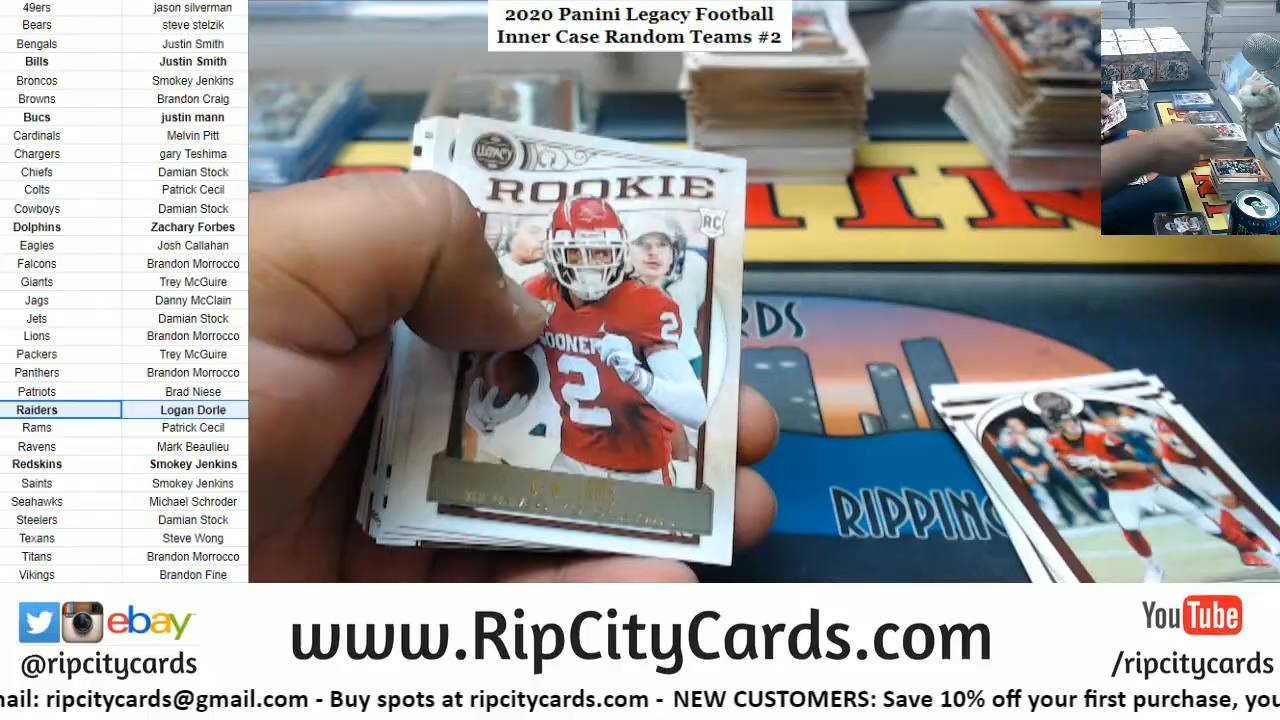 2020 Panini Legacy Football
Inner Case Random Teams #2
49ers jason silverman
Bears steve stelzik
Bengals Justin Smith
Bills Justin Smith
Broncos Smokey Jenkins
Browns Brandon Craig
Bucs justin mann
Cardinals Melvin Pitt
Chargers gary Teshima
Chiefs Damian Stock
Colts Patrick Cecil
Cowboys Damian Stock
Dolphins Zachary Forbes
Eagles Josh Callahan
Falcons Brandon Morrocco
Giants Trey McGuire
Jags Danny McClain
Jets Damian Stock
Lions Brandon Morrocco
Packers Trey McGuire
Panthers Brandon Morrocco
Patriots Brad Niese
Raiders Logan Dorle
Rams Patrick Cecil
Ravens Mark Beaulieu
Redskins Smokey Jenkins
Saints Smokey Jenkins
Seahawks Michael Schroder
Steelers Damian Stock
Texans Steve Wong
Titans Brandon Morrocco
Vikings Brandon Fine
LEGACY
ROOKIE
RC
SOONERS
2
2
RDS
RIPPING
ebay
@ripcitycards
www.RipCityCards.com
YouTube
/ripcitycards
mail: ripcitycards@gmail.com - Buy spots at ripcitycards.com - NEW CUSTOMERS: Save 10% off your first purchase, you